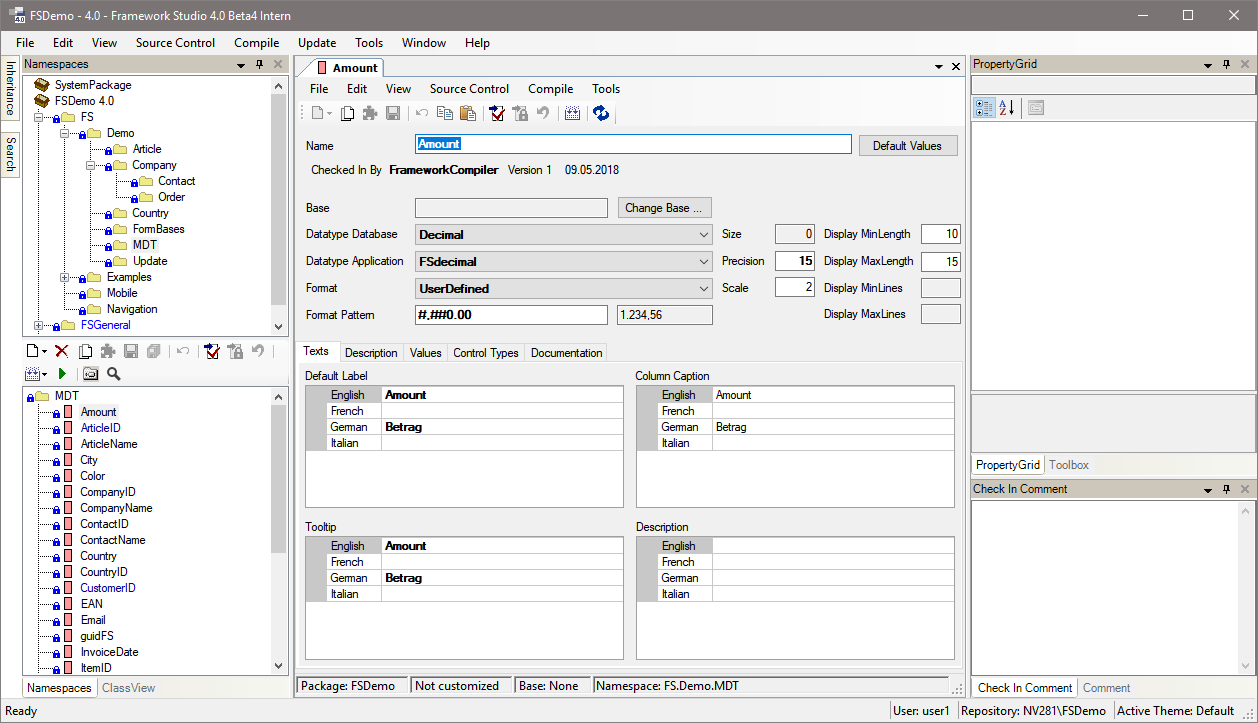 FSDemo - 4.0 - Framework Studio 4.0 Beta4 Intern
File Edit View Source Control Compile Update Tools Window Help
Inheritance
Search
Namespaces
SystemPackage
FSDemo 4.0
FS
Demo
Article
Company
Contact
Order
Country
FormBases
MDT
Update
Examples
Mobile
Navigation
FSGeneral
MDT
Amount
ArticleID
ArticleName
City
Color
CompanyID
CompanyName
ContactID
ContactName
Country
CountryID
CustomerID
EAN
Email
guidFS
InvoiceDate
ItemID
Namespaces ClassView
Amount
File Edit View Source Control Compile Tools
Name Amount Default Values
Checked In By FrameworkCompiler Version 1 09.05.2018
Base Change Base ...
Datatype Database Decimal Size 0 Display MinLength 10
Datatype Application FSdecimal Precision 15 Display MaxLength 15
Format UserDefined Scale 2 Display MinLines
Format Pattern #,##0.00 1.234,56 Display MaxLines
Texts Description Values Control Types Documentation
Default Label
English Amount
French
German Betrag
Italian
Column Caption
English Amount
French
German Betrag
Italian
Tooltip
English Amount
French
German Betrag
Italian
Description
English
French
German
Italian
Package: FSDemo Not customized Base: None Namespace: FS.Demo.MDT
PropertyGrid
PropertyGrid Toolbox
Check In Comment
Check In Comment Comment
Ready User: user1 Repository: NV281\FSDemo Active Theme: Default